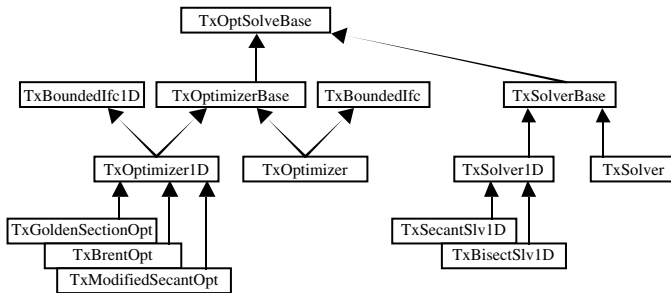 TxOptSolveBase
TxBoundedIfc1D
TxOptimizerBase
TxBoundedIfc
TxSolverBase
TxOptimizer1D
TxOptimizer
TxSolver1D
TxSolver
TxGoldenSectionOpt
TxBrentOpt
TxModifiedSecantOpt
TxSecantSlv1D
TxBisectSlv1D